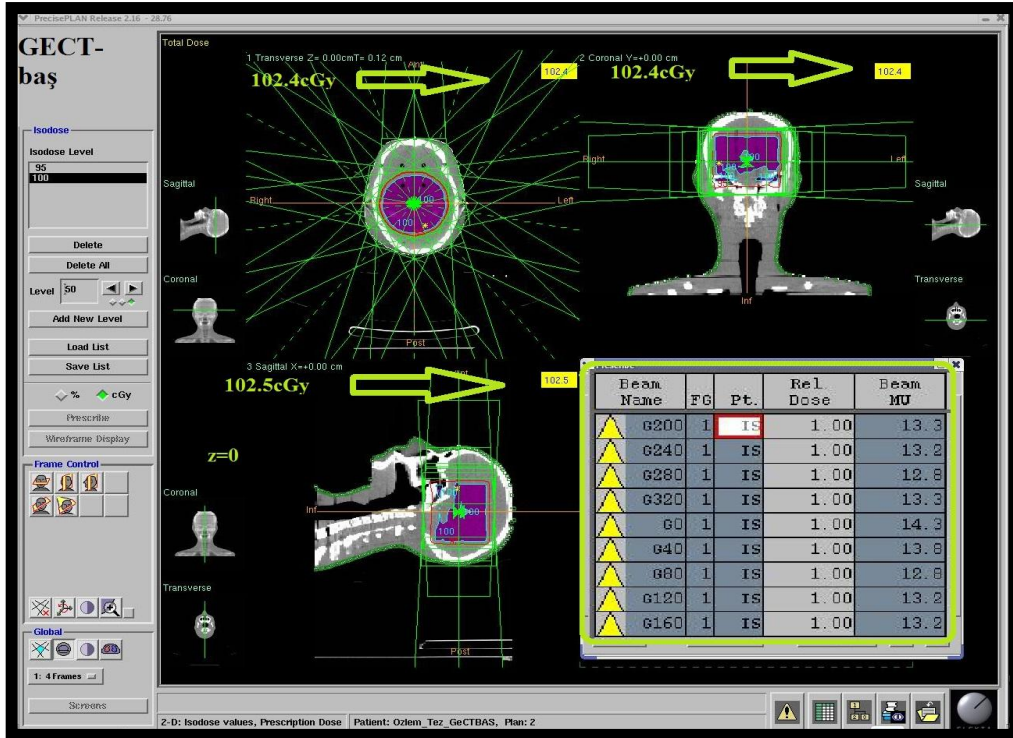 PrecisePLAN Release 2.16 - 28.76
GECT-
baş
Isodose
Isodose Level
95
100
Delete
Delete All
Level 50
Add New Level
Load List
Save List
% cGy
Prescribe
Wireframe Display
Frame Control
Global
1: 4 Frames
Screens
Total Dose
1 Transverse Z= 0.00cmT= 0.12 cm
102.4cGy
102.4
Right
Left
100
100
Post
Sagittal
Coronal
2 Coronal Y=+0.00 cm
102.4cGy
102.4
Right
Left
100
Inf
Sagittal
Transverse
3 Sagittal X=+0.00 cm
102.5cGy
102.5
z=0
Inf
100
Post
Coronal
Transverse
Beam Name FG Pt. Rel. Dose Beam MU
G200 1 IS 1.00 13.3
G240 1 IS 1.00 13.2
G280 1 IS 1.00 12.8
G320 1 IS 1.00 13.3
G0 1 IS 1.00 14.3
G40 1 IS 1.00 13.8
G80 1 IS 1.00 12.8
G120 1 IS 1.00 13.2
G160 1 IS 1.00 13.2
2-D: Isodose values, Prescription Dose Patient: Ozlem_Tez_GeCTBAS, Plan: 2